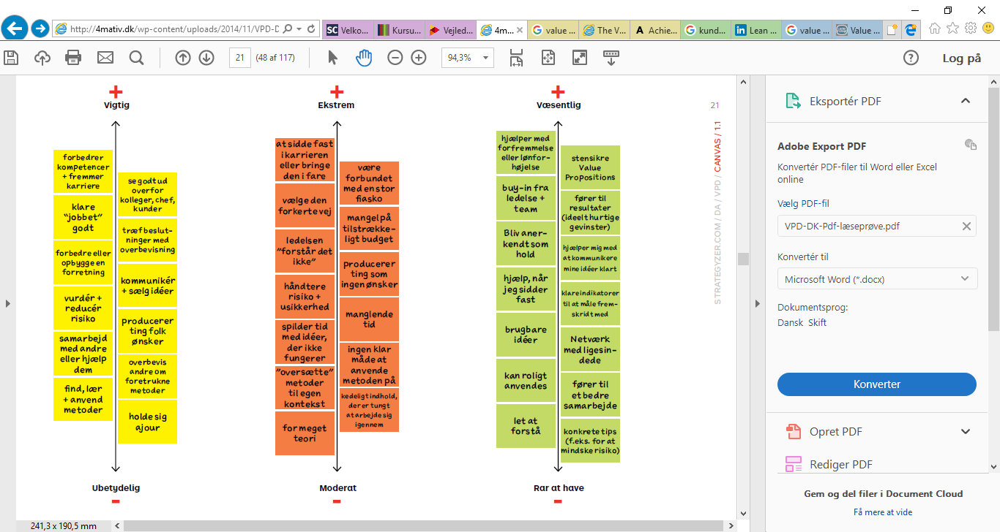 http://4mativ.dk/wp-content/uploads/2014/11/VPD-D
SC Velko...
Kursu...
Vejled...
4m...
value ...
The V...
A Achie...
kund...
Lean ...
value ...
Value ...
21
(48 af 117)
94,3%
Log på
+
Vigtig
forbedrer
kompetencer
+ fremmer
karriere
klare
"jobbet"
godt
forbedre eller
opbygge en
forretning
vurdér +
reducér
risiko
samarbejd
med andre
eller hjælp
dem
find, lær
+ anvend
metoder
se godt ud
overfor
kolleger, chef,
kunder
træf beslut-
ninger med
overbevisning
kommunikér
+ sælg idéer
producerer
ting folk
ønsker
overbevis
andre om
foretrukne
metoder
holde sig
ajour
Ubetydelig
-
+
Ekstrem
at sidde fast
i karrieren
eller bringe
den i fare
vælge den
forkerte vej
ledelsen
"forstår det
ikke"
håndtere
risiko +
usikkerhed
spilder tid
med idéer,
der ikke
fungerer
"oversætte"
metoder
til egen
kontekst
for meget
teori
være
forbundet
med en stor
fiasko
mangel på
tilstrække-
ligt budget
producerer
ting som
ingen ønsker
manglende
tid
ingen klar
måde at
anvende
metoden på
kedeligt indhold,
der er tungt
at arbejde sig
igennem
Moderat
-
+
Væsentlig
hjælper med
forfremmelse
eller lønfor-
højelse
buy-in fra
ledelse +
team
Bliv aner-
kendt som
hold
hjælp, når
jeg sidder
fast
brugbare
idéer
kan roligt
anvendes
let at
forstå
stensikre
Value
Propositions
fører til
resultater
(ideelt hurtige
gevinster)
hjælper mig med
at kommunikere
mine idéer klart
klare indikatorer
til at måle frem-
skridt med
Netværk
med ligesin-
dede
fører til
et bedre
samarbejde
konkrete tips
(f.eks. for at
mindske risiko)
Rar at have
-
21
STRATEGYZER.COM / DA / VPD / CANVAS / 1.1
241,3 x 190,5 mm
Eksportér PDF
Adobe Export PDF
Konvertér PDF-filer til Word eller Excel
online
Vælg PDF-fil
VPD-DK-Pdf-læseprøve.pdf
Konvertér til
Microsoft Word (*.docx)
Dokumentsprog:
Dansk Skift
Konverter
Opret PDF
Rediger PDF
Gem og del filer i Document Cloud
Få mere at vide